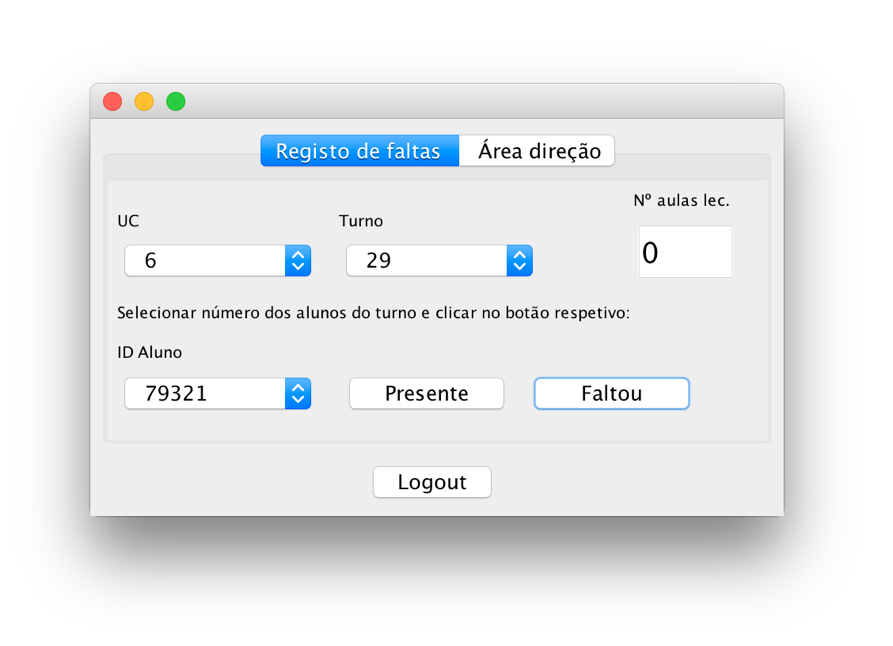 Registo de faltas Área direção
Nº aulas lec.
UC Turno
6 29 0
Selecionar número dos alunos do turno e clicar no botão respetivo:
ID Aluno
79321 Presente Faltou
Logout